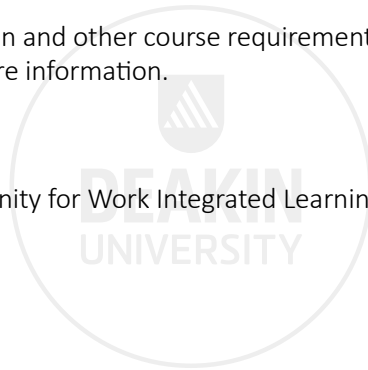 n and other course requirement
re information.
nity for Work Integrated Learnin
DEAKIN
UNIVERSITY